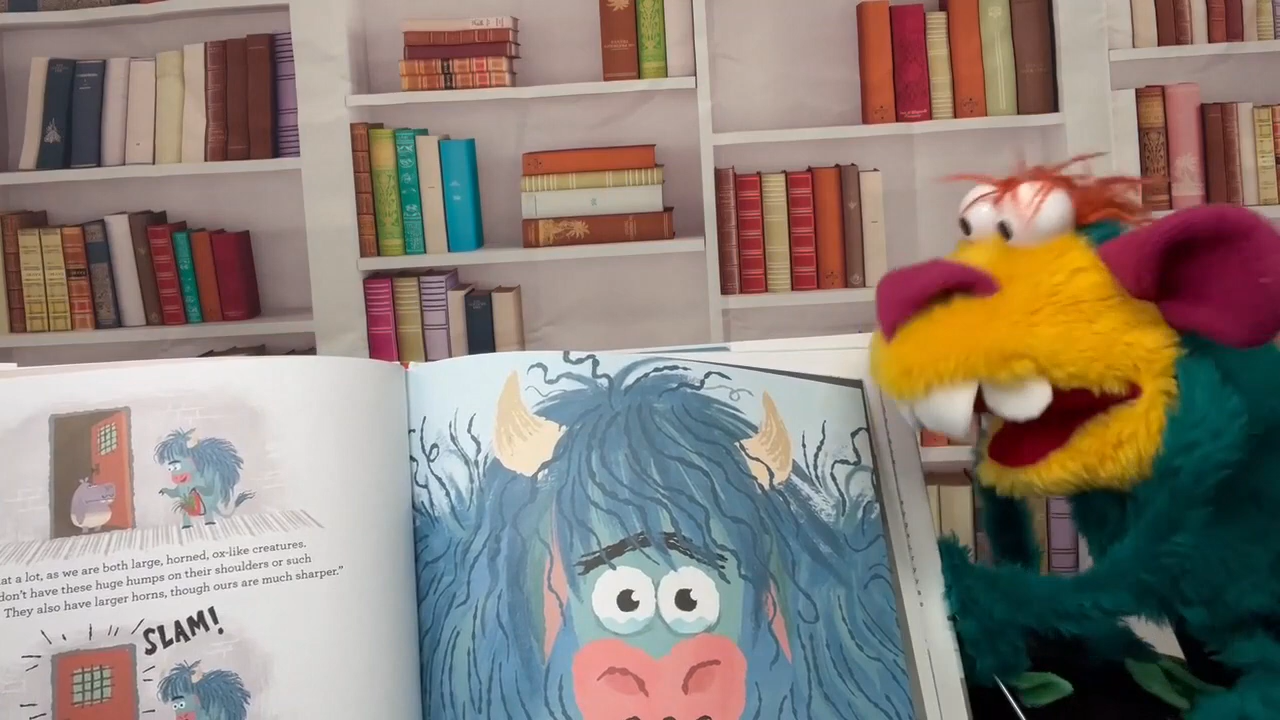 at a lot, as we are both large, horned, ox-like creatures.
don't have these huge humps on their shoulders or such
They also have larger horns, though ours are much sharper.”
SLAM!